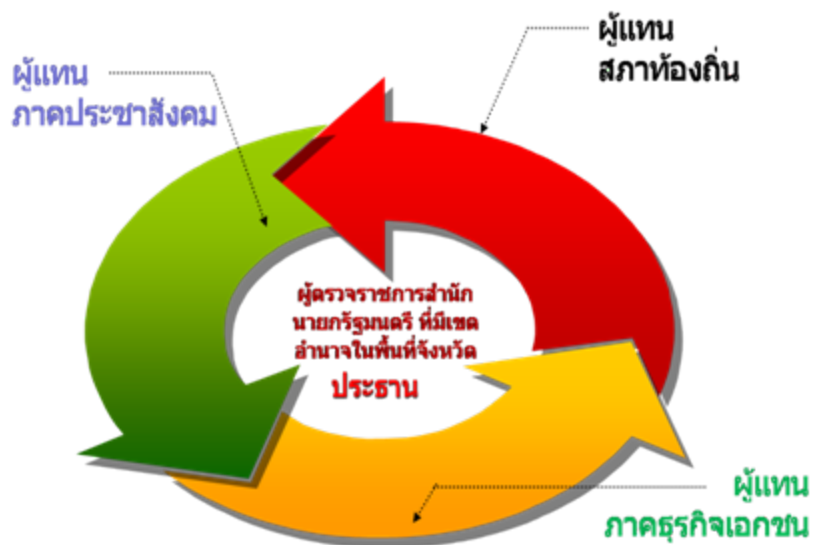 ผู้แทน
สภาท้องถิ่น
ผู้แทน
ภาคประชาสังคม
ผู้ตรวจราชการสำนัก
นายกรัฐมนตรี ที่มีเขต
อำนาจในพื้นที่จังหวัด
ประธาน
ผู้แทน
ภาคธุรกิจเอกชน